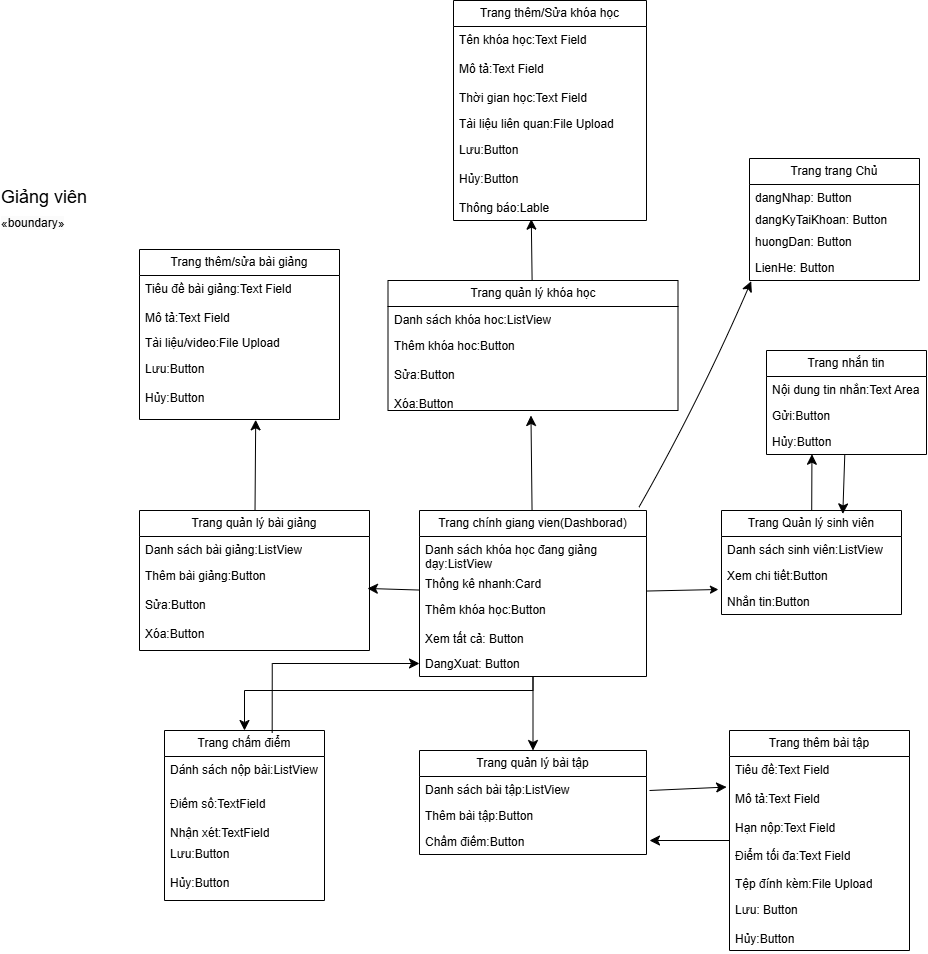 Trang thêm/Sửa khóa học
Tên khóa học:Text Field
Mô tả:Text Field
Thời gian học:Text Field
Tải liệu liên quan:File Upload
Lưu:Button
Hủy:Button
Thông báo:Lable
Trang trang Chủ
dangNhap: Button
dangKyTaiKhoan: Button
huongDan: Button
LienHe: Button
Giảng viên
«boundary»
Trang thêm/sửa bài giảng
Tiêu đề bài giảng:Text Field
Mô tả:Text Field
Tải liệu/video:File Upload
Lưu:Button
Hủy:Button
Trang quản lý khóa học
Danh sách khóa học:ListView
Thêm khóa hoc:Button
Sửa:Button
Xóa:Button
Trang nhắn tin
Nội dung tin nhắn:Text Area
Gửi:Button
Hủy:Button
Trang quản lý bài giảng
Danh sách bài giảng:ListView
Thêm bài giảng:Button
Sửa:Button
Xóa:Button
Trang chính giang vien(Dashborad)
Danh sách khóa học đang giảng
dạy:ListView
Thống kê nhanh:Card
Thêm khóa học:Button
Xem tất cả: Button
DangXuat: Button
Trang Quản lý sinh viên
Danh sách sinh viên:ListView
Xem chi tiết:Button
Nhắn tin:Button
Trang chấm điểm
Dánh sách nộp bài:ListView
Điểm số:TextField
Nhận xét:TextField
Lưu:Button
Hủy:Button
Trang quản lý bài tập
Danh sách bài tập:ListView
Thêm bài tập:Button
Chấm điểm:Button
Trang thêm bài tập
Tiêu đề:Text Field
Mô tả:Text Field
Hạn nộp:Text Field
Điểm tối đa:Text Field
Tệp đính kèm:File Upload
Lưu: Button
Hủy:Button